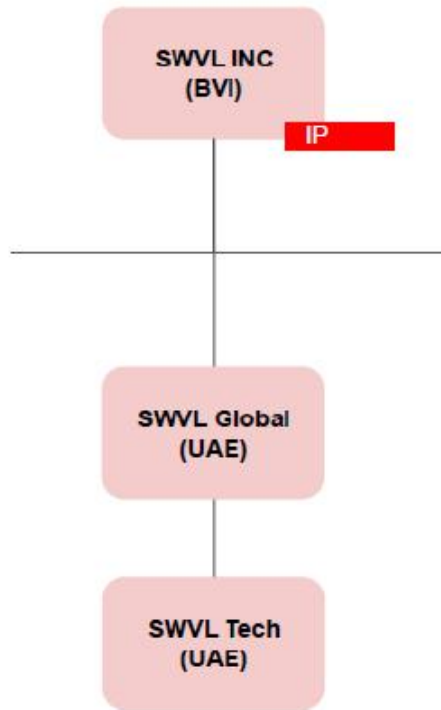 SWVL INC
(BVI)
IP
SWVL Global
(UAE)
SWVL Tech
(UAE)